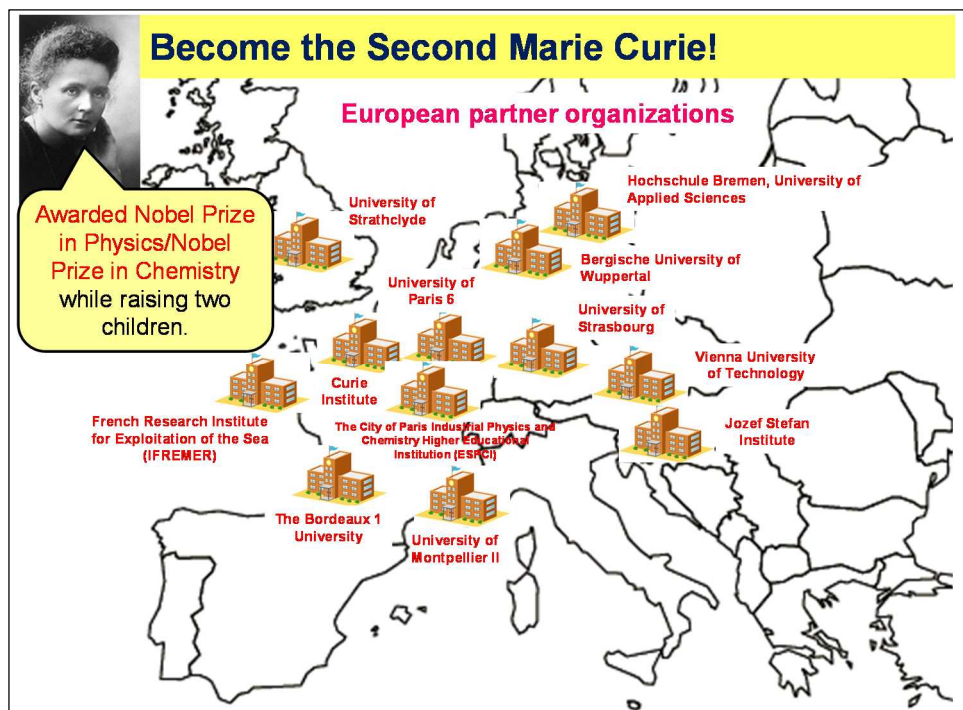 Become the Second Marie Curie!
European partner organizations
Awarded Nobel Prize
in Physics/Nobel
Prize in Chemistry
while raising two
children.
University of
Strathclyde
Hochschule Bremen, University of
Applied Sciences
Bergische University of
Wuppertal
University of
Paris 6
University of
Strasbourg
Curie
Institute
Vienna University
of Technology
French Research Institute
for Exploitation of the Sea
(IFREMER)
The City of Paris Industrial Physics and
Chemistry Higher Educational
Institution (ESPCI)
Jozef Stefan
Institute
The Bordeaux 1
University
University of
Montpellier II